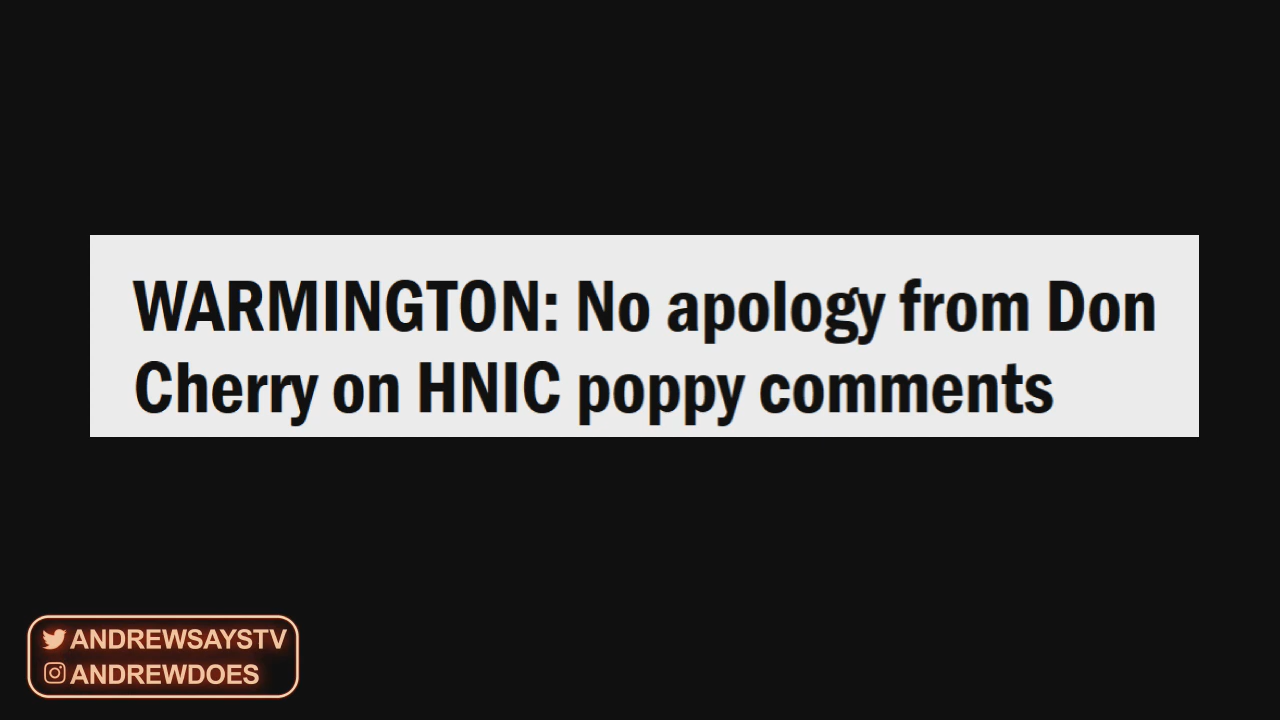 WARMINGTON: No apology from Don
Cherry on HNIC poppy comments
ANDREWSAYSTV
ANDREWDOES